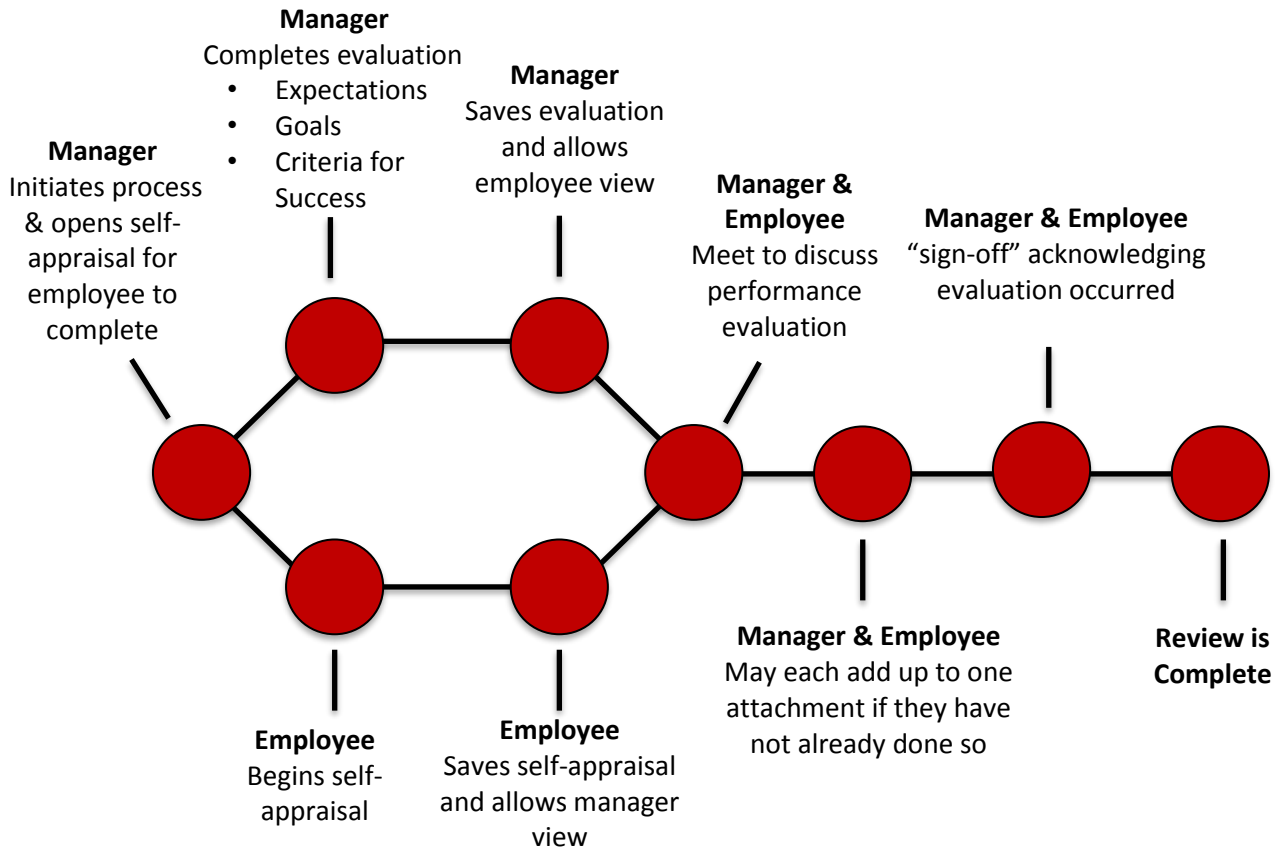 Manager
Initiates process
& opens self-
appraisal for
employee to
complete
Manager
Completes evaluation
• Expectations
• Goals
• Criteria for
Success
Manager
Saves evaluation
and allows
employee view
Manager &
Employee
Meet to discuss
performance
evaluation
Manager & Employee
“sign-off” acknowledging
evaluation occurred
Employee
Begins self-
appraisal
Employee
Saves self-appraisal
and allows manager
view
Manager & Employee
May each add up to one
attachment if they have
not already done so
Review is
Complete